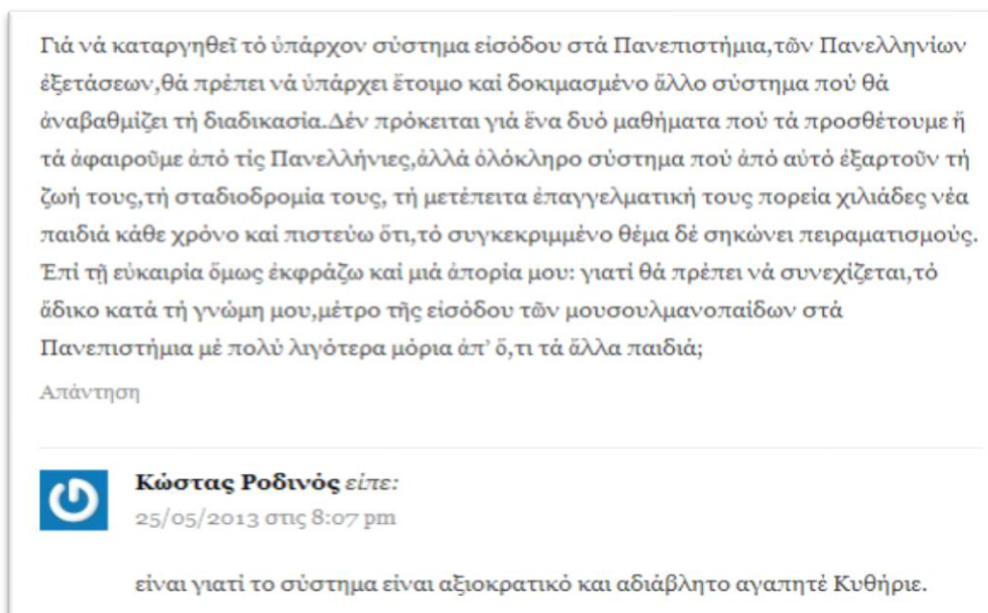 Γιά νά καταργηθεῖ τό ὑπάρχον σύστημα εἰσόδου στά Πανεπιστήμια,τῶν Πανελληνίων
ἐξετάσεων,θά πρέπει νά ὑπάρχει ἕτοιμο καί δοκιμασμένο ἄλλο σύστημα πού θά
ἀναβαθμίζει τή διαδικασία.Δέν πρόκειται γιά ἕνα δυό μαθήματα πού τά προσθέτουμε ἤ
τά ἀφαιροῦμε ἀπό τίς Πανελλήνιες,ἀλλά ὁλόκληρο σύστημα πού ἀπό αὐτό ἐξαρτοῦν τή
ζωή τους,τή σταδιοδρομία τους, τή μετέπειτα ἐπαγγελματική τους πορεία χιλιάδες νέα
παιδιά κάθε χρόνο καί πιστεύω ὅτι,τό συγκεκριμμένο θέμα δέ σηκώνει πειραματισμούς.
Ἐπί τῇ εὐκαιρία ὅμως ἐκφράζω καί μιά ἀπορία μου: γιατί θά πρέπει νά συνεχίζεται,τό
ἄδικο κατά τή γνώμη μου,μέτρο τῆς εἰσόδου τῶν μουσουλμανοπαίδων στά
Πανεπιστήμια μέ πολύ λιγότερα μόρια ἀπ’ ὅ,τι τά ἄλλα παιδιά;
Απάντηση
Κώστας Ροδινός είπε:
25/05/2013 στις 8:07 pm
είναι γιατί το σύστημα είναι αξιοκρατικό και αδιάβλητο αγαπητέ Κυθήριε.